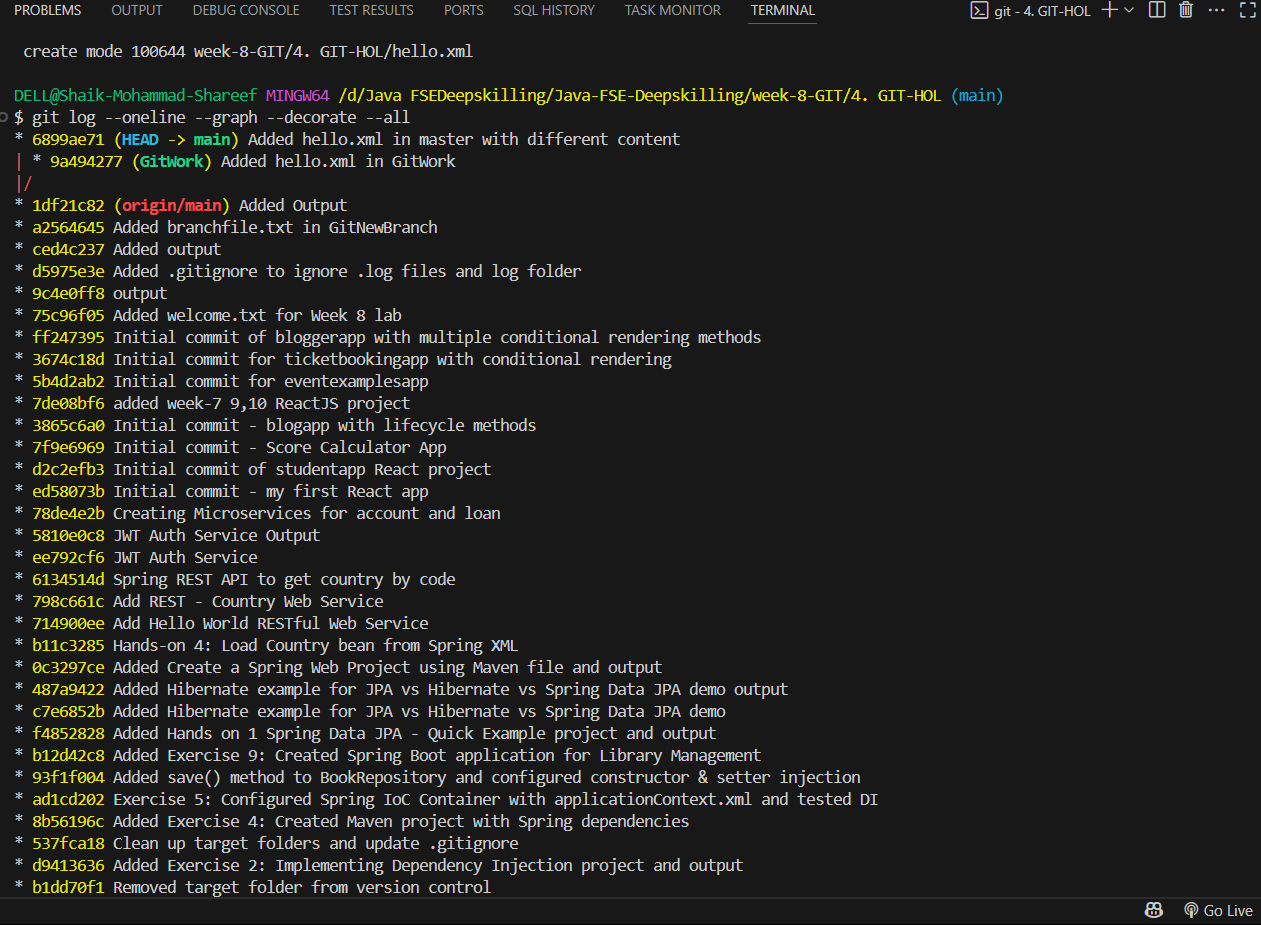 PROBLEMS OUTPUT DEBUG CONSOLE TEST RESULTS PORTS SQL HISTORY TASK MONITOR TERMINAL git - 4. GIT-HOL
create mode 100644 week-8-GIT/4. GIT-HOL/hello.xml
DELL@Shaik-Mohammad-Shareef MINGW64 /d/Java FSEDeepskilling/Java-FSE-Deepskilling/week-8-GIT/4. GIT-HOL (main)
$ git log --oneline --graph --decorate --all
* 6899ae71 (HEAD -> main) Added hello.xml in master with different content
| * 9a494277 (GitWork) Added hello.xml in GitWork
|/
* 1df21c82 (origin/main) Added Output
* a2564645 Added branchfile.txt in GitNewBranch
* ced4c237 Added output
* d5975e3e Added .gitignore to ignore .log files and log folder
* 9c4e0ff8 output
* 75c96f05 Added welcome.txt for Week 8 lab
* ff247395 Initial commit of bloggerapp with multiple conditional rendering methods
* 3674c18d Initial commit for ticketbookingapp with conditional rendering
* 5b4d2ab2 Initial commit for eventexamplesapp
* 7de08bf6 added week-7 9,10 ReactJS project
* 3865c6a0 Initial commit - blogapp with lifecycle methods
* 7f9e6969 Initial commit - Score Calculator App
* d2c2efb3 Initial commit of studentapp React project
* ed58073b Initial commit - my first React app
* 78de4e2b Creating Microservices for account and loan
* 5810e0c8 JWT Auth Service Output
* ee792cf6 JWT Auth Service
* 6134514d Spring REST API to get country by code
* 798c661c Add REST - Country Web Service
* 714900ee Add Hello World RESTful Web Service
* b11c3285 Hands-on 4: Load Country bean from Spring XML
* 0c3297ce Added Create a Spring Web Project using Maven file and output
* 487a9422 Added Hibernate example for JPA vs Hibernate vs Spring Data JPA demo output
* c7e6852b Added Hibernate example for JPA vs Hibernate vs Spring Data JPA demo
* f4852828 Added Hands on 1 Spring Data JPA - Quick Example project and output
* b12d42c8 Added Exercise 9: Created Spring Boot application for Library Management
* 93f1f004 Added save() method to BookRepository and configured constructor & setter injection
* ad1cd202 Exercise 5: Configured Spring IoC Container with applicationContext.xml and tested DI
* 8b56196c Added Exercise 4: Created Maven project with Spring dependencies
* 537fca18 Clean up target folders and update .gitignore
* d9413636 Added Exercise 2: Implementing Dependency Injection project and output
* b1dd70f1 Removed target folder from version control
Go Live